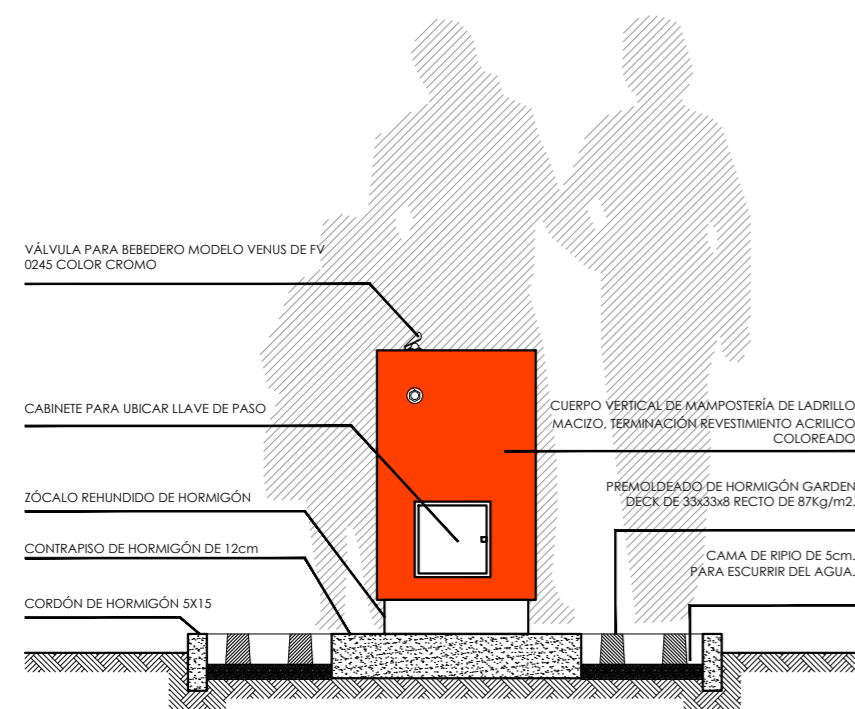 VÁLVULA PARA BEBEDERO MODELO VENUS DE FV
0245 COLOR CROMO
CABINETE PARA UBICAR LLAVE DE PASO
ZÓCALO REHUNDIDO DE HORMIGÓN
CONTRAPISO DE HORMIGÓN DE 12cm
CORDÓN DE HORMIGÓN 5X15
CUERPO VERTICAL DE MAMPOSTERÍA DE LADRILLO
MACIZO, TERMINACIÓN REVESTIMIENTO ACRILICO
COLOREADO
PREMOLDEADO DE HORMIGÓN GARDEN
DECK DE 33x33x8 RECTO DE 87Kg/m2.
CAMA DE RIPIO DE 5cm.
PARA ESCURRIR DEL AGUA.